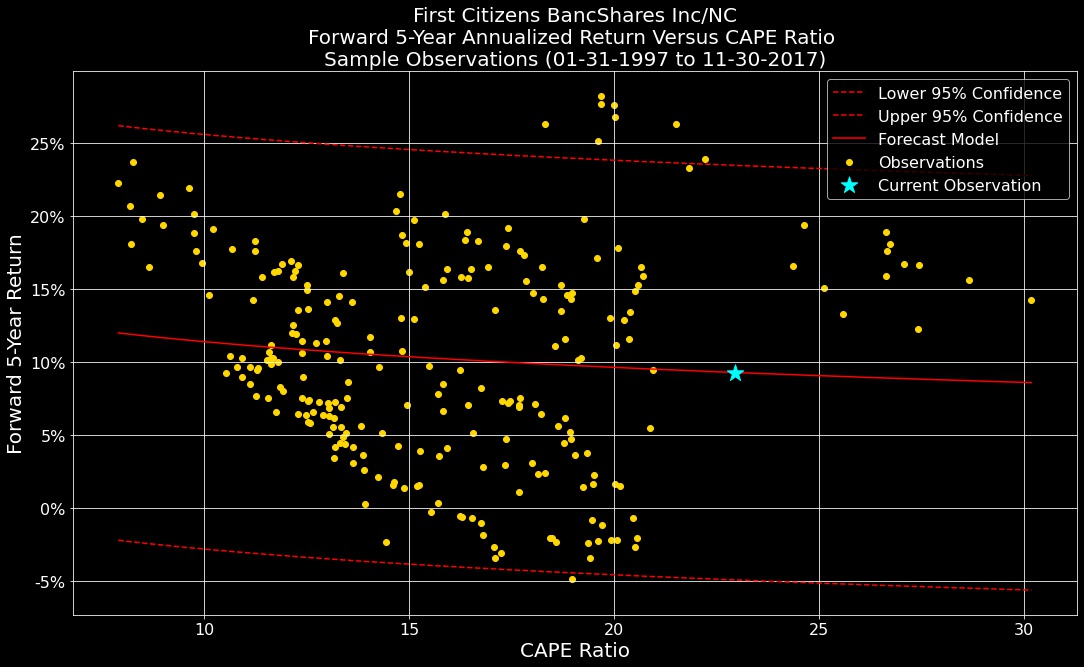 First Citizens BancShares Inc/NC
Forward 5-Year Annualized Return Versus CAPE Ratio
Sample Observations (01-31-1997 to 11-30-2017)
Lower 95% Confidence
Upper 95% Confidence
Forecast Model
Observations
Current Observation
Forward 5-Year Return
25%
20%
15%
10%
5%
0%
-5%
10
15
20
25
30
CAPE Ratio